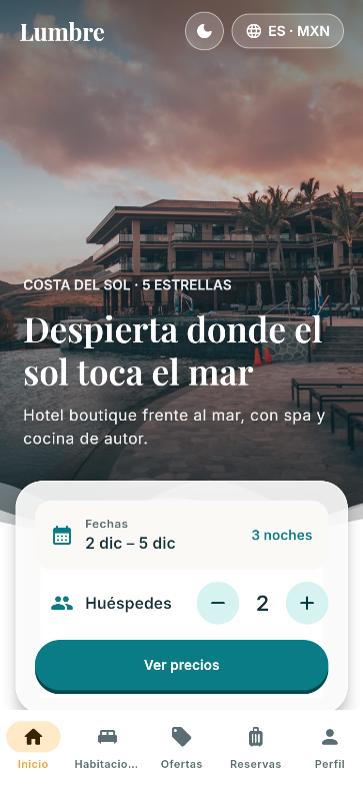 Lumbre
ES · MXN
COSTA DEL SOL · 5 ESTRELLAS
Despierta donde el
sol toca el mar
Hotel boutique frente al mar, con spa y
cocina de autor.
Fechas
2 dic – 5 dic
3 noches
Huéspedes
2
Ver precios
Inicio
Habitacio...
Ofertas
Reservas
Perfil